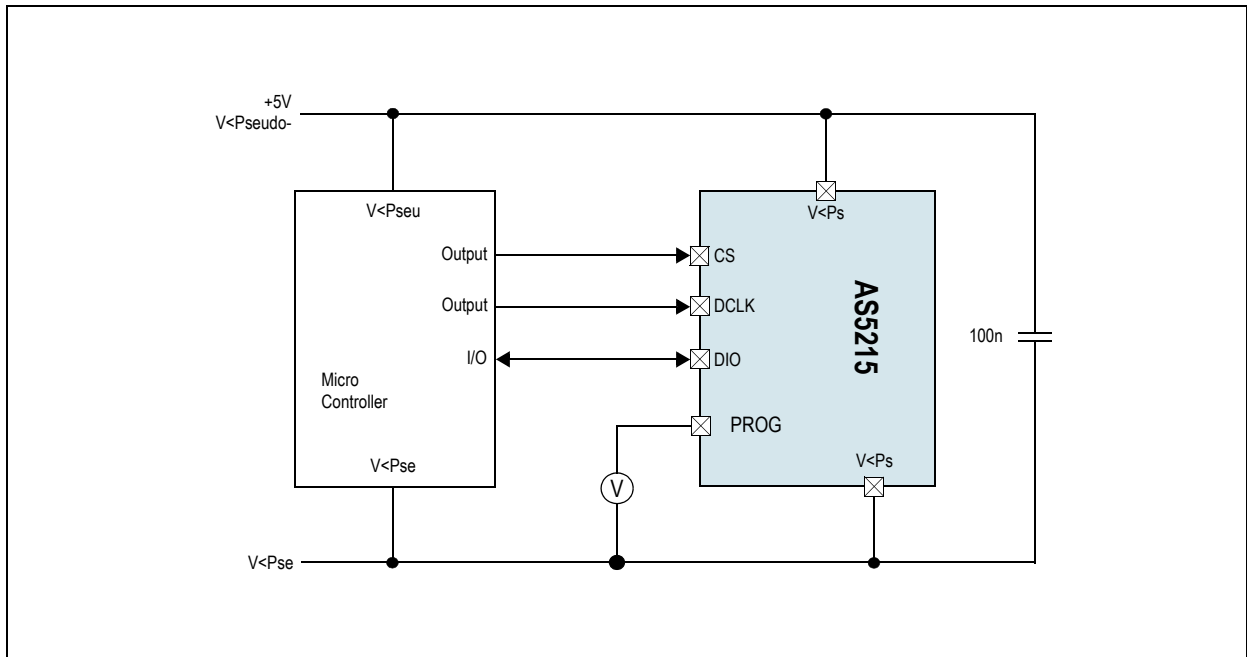 +5V
V<Pseudo-
V<Pseu
V<Ps
Output
CS
Output
DCLK
AS5215
100n
I/O
DIO
Micro
Controller
PROG
V<Pse
V<Ps
V
V<Pse